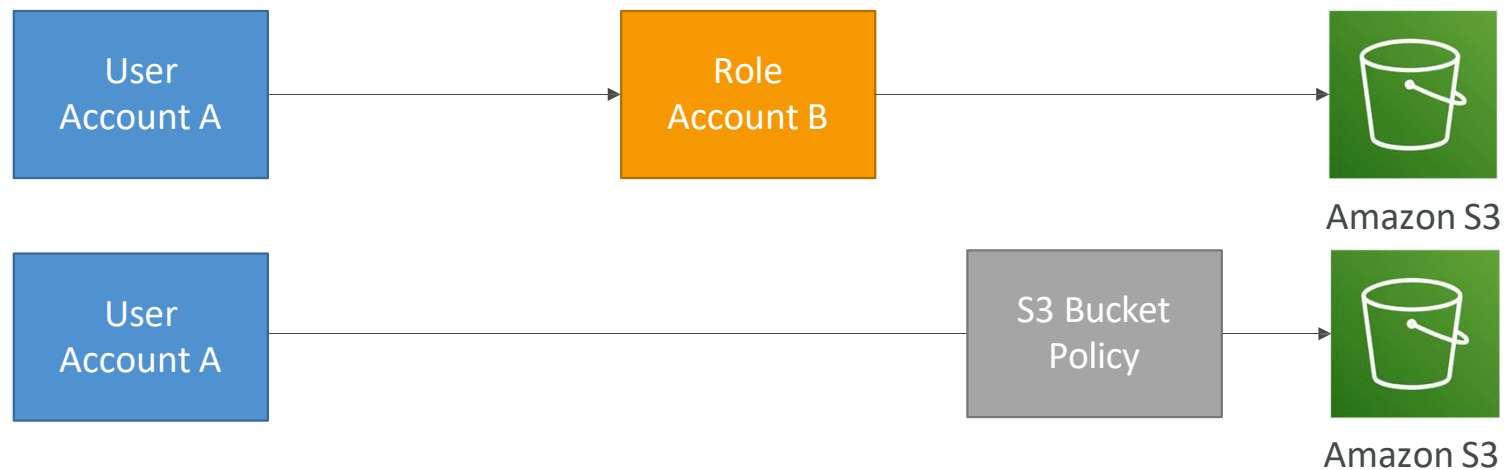 User
Account A
Role
Account B
Amazon S3
User
Account A
S3 Bucket
Policy
Amazon S3